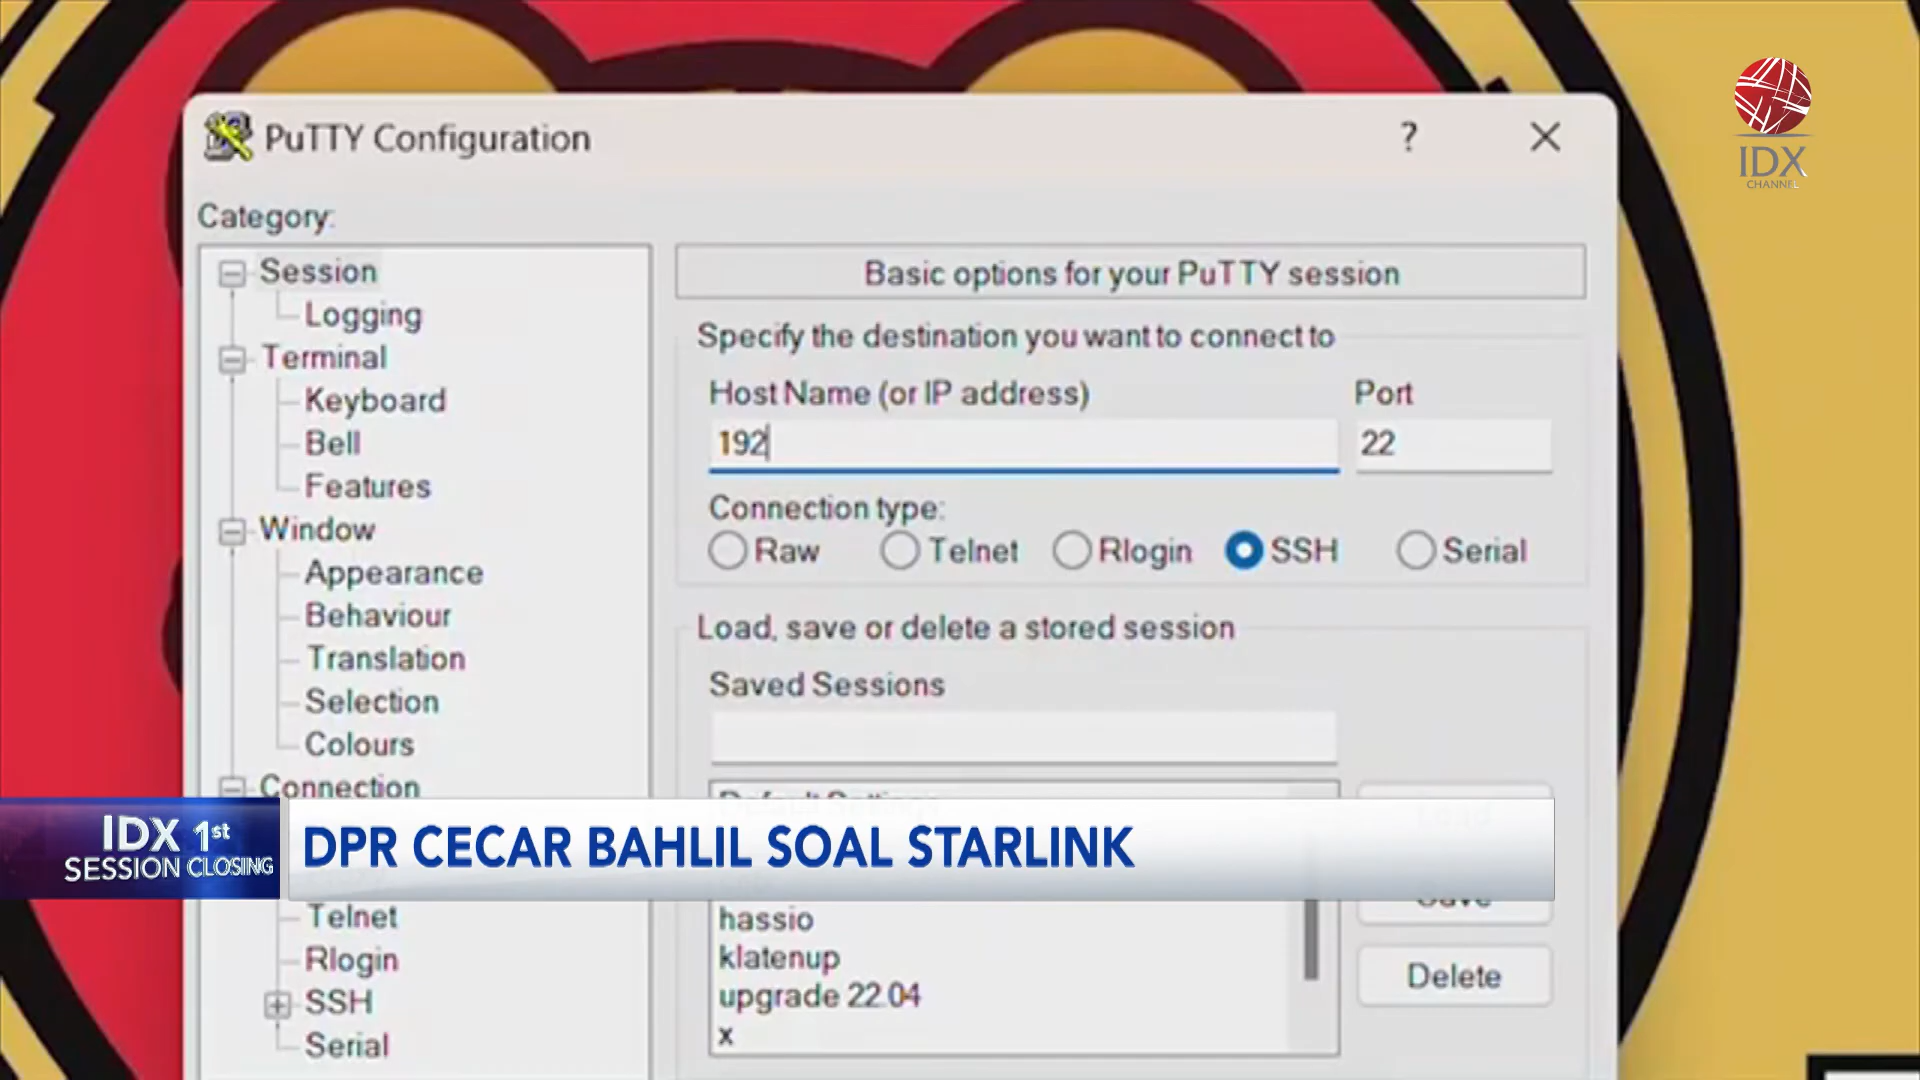 PuTTY Configuration
?
IDX
CHANNEL
Category:
Session
Logging
Terminal
Keyboard
Bell
Features
Window
Appearance
Behaviour
Translation
Selection
Colours
Connection
Telnet
Rlogin
SSH
Serial
Basic options for your PuTTY session
Specify the destination you want to connect to
Host Name (or IP address)
Port
192
22
Connection type:
Raw
Telnet
Rlogin
SSH
Serial
Load, save or delete a stored session
Saved Sessions
hassio
klatenup
upgrade 22.04
x
Save
Delete
IDX 1st
SESSION CLOSING
DPR CECAR BAHLIL SOAL STARLINK